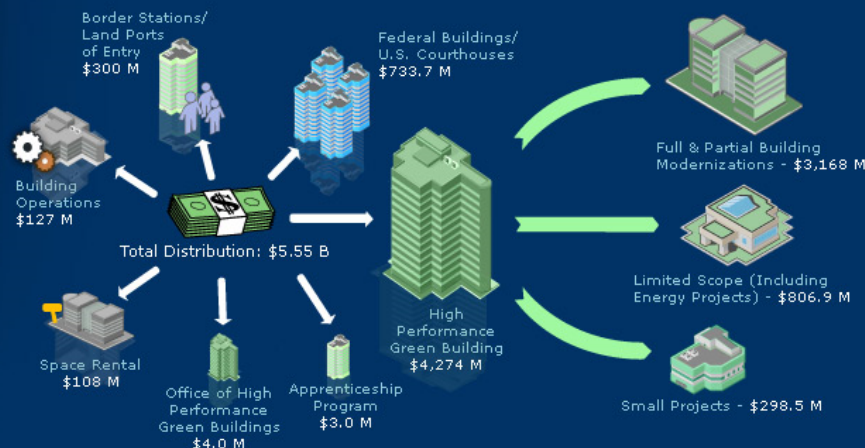 Border Stations/
Land Ports
of Entry
$300 M
Federal Buildings/
U.S. Courthouses
$733.7 M
Full & Partial Building
Modernizations - $3,168 M
Building
Operations
$127 M
$
Total Distribution: $5.55 B
Limited Scope (Including
Energy Projects) - $806.9 M
High
Performance
Green Building
$4,274 M
Space Rental
$108 M
Office of High
Performance
Green Buildings
$4.0 M
Apprenticeship
Program
$3.0 M
Small Projects - $298.5 M